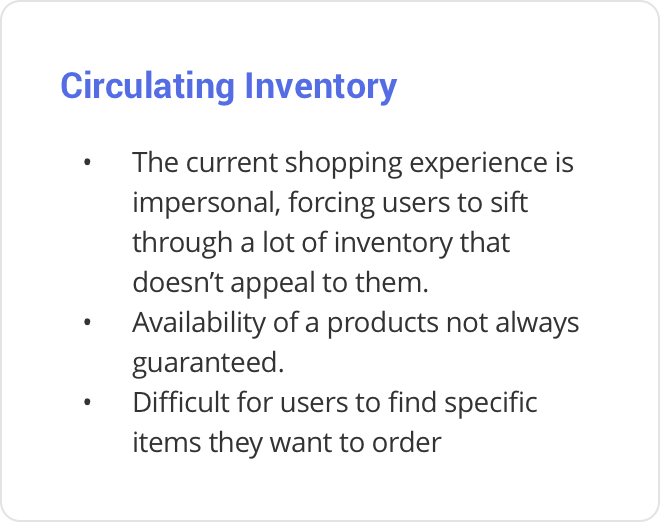 Circulating Inventory
• The current shopping experience is
impersonal, forcing users to sift
through a lot of inventory that
doesn’t appeal to them.
• Availability of a products not always
guaranteed.
• Difficult for users to find specific
items they want to order